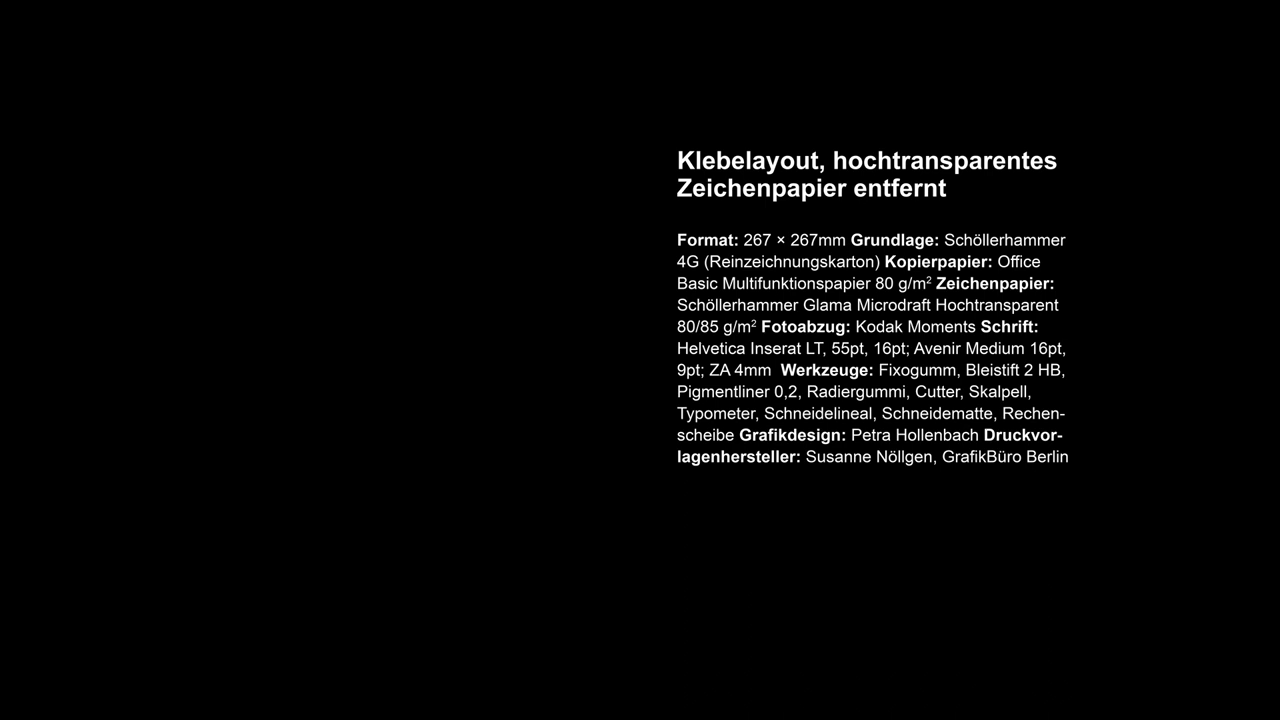 Klebelayout, hochtransparentes
Zeichenpapier entfernt
Format: 267 × 267mm Grundlage: Schöllerhammer
4G (Reinzeichnungskarton) Kopierpapier: Office
Basic Multifunktionspapier 80 g/m² Zeichenpapier:
Schöllerhammer Glama Microdraft Hochtransparent
80/85 g/m² Fotoabzug: Kodak Moments Schrift:
Helvetica Inserat LT, 55pt, 16pt; Avenir Medium 16pt,
9pt; ZA 4mm  Werkzeuge: Fixogumm, Bleistift 2 HB,
Pigmentliner 0,2, Radiergummi, Cutter, Skalpell,
Typometer, Schneidelineal, Schneidematte, Rechen-
scheibe Grafikdesign: Petra Hollenbach Druckvor-
lagenhersteller: Susanne Nöllgen, GrafikBüro Berlin